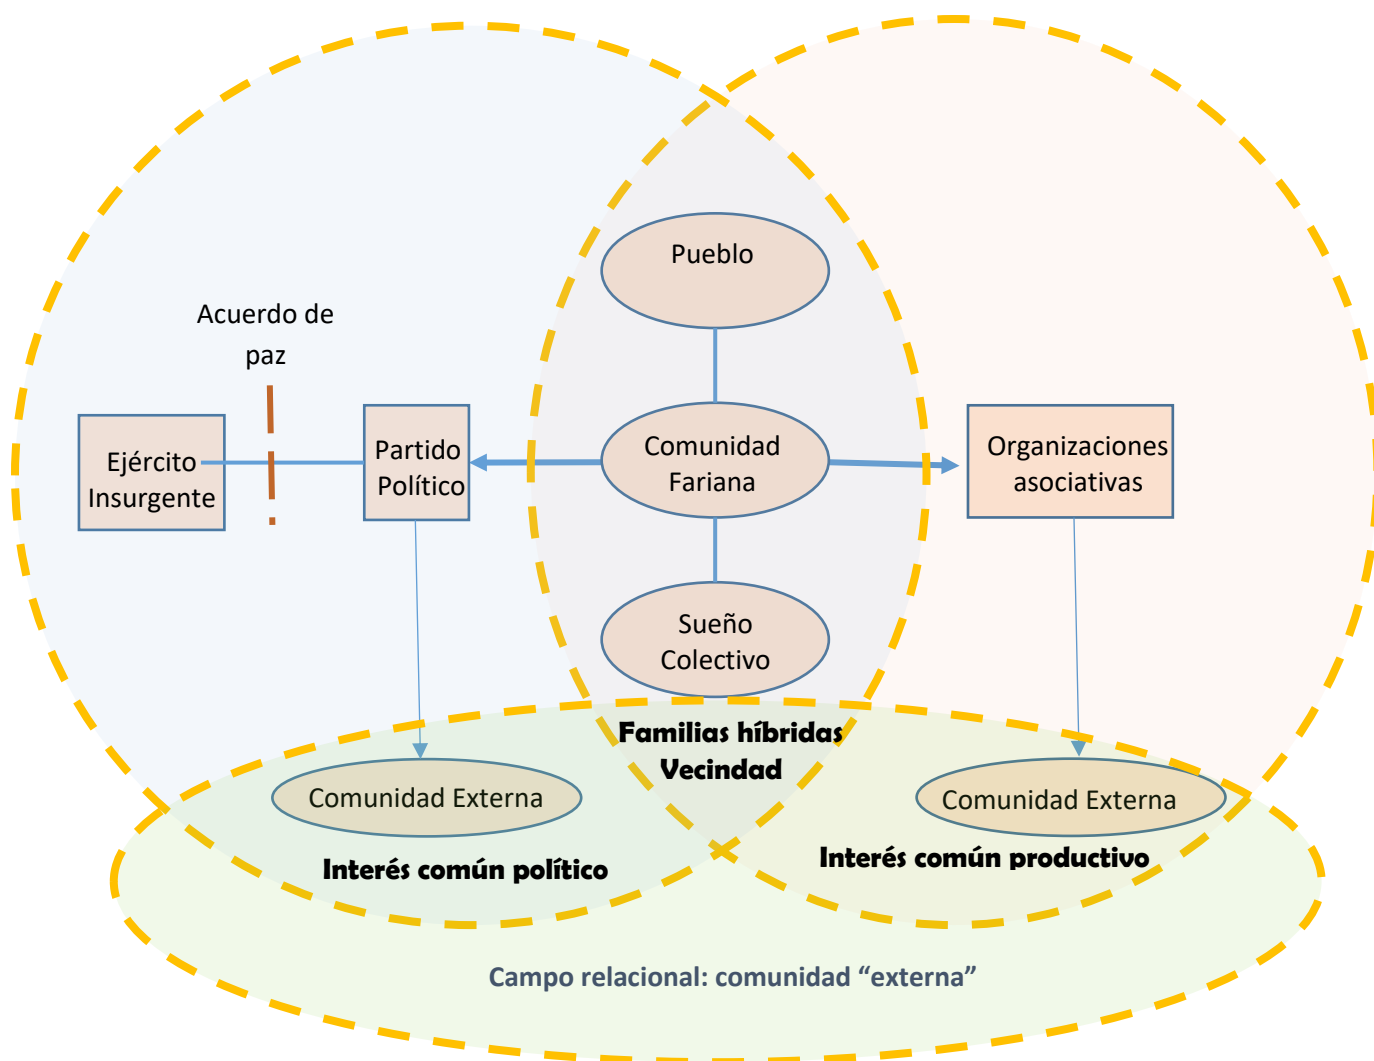 Pueblo
Acuerdo de
paz
Ejército
Insurgente
Partido
Político
Comunidad
Fariana
Organizaciones
asociativas
Sueño
Colectivo
Familias híbridas
Vecindad
Comunidad Externa
Comunidad Externa
Interés común político
Interés común productivo
Campo relacional: comunidad “externa”